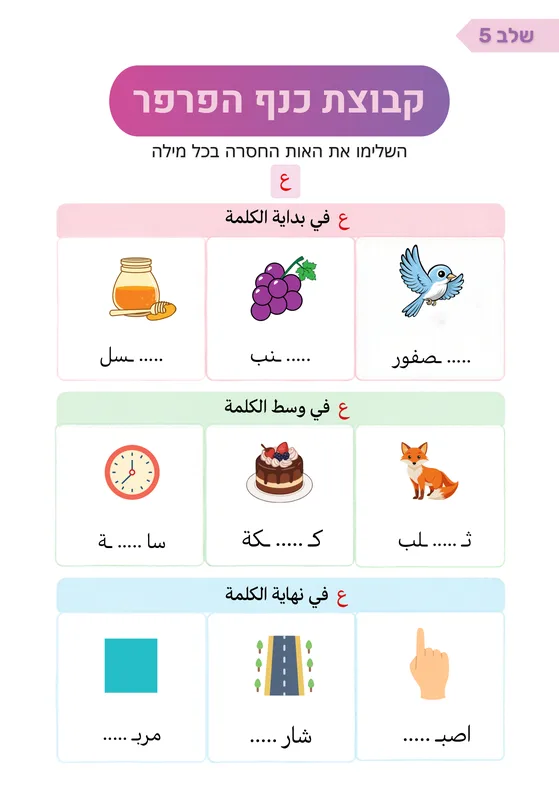 שלב 5
קבוצת כנף הפרפר
השלימו את האות החסרה בכל מילה
ع
ع في بداية الكلمة
..... ـصفور
..... ـنب
..... ـسل
ع في وسط الكلمة
ثـ ..... ـلب
كـ ..... ـكة
سا ..... ـة
ع في نهاية الكلمة
اصبـ .....
شار .....
مربـ .....